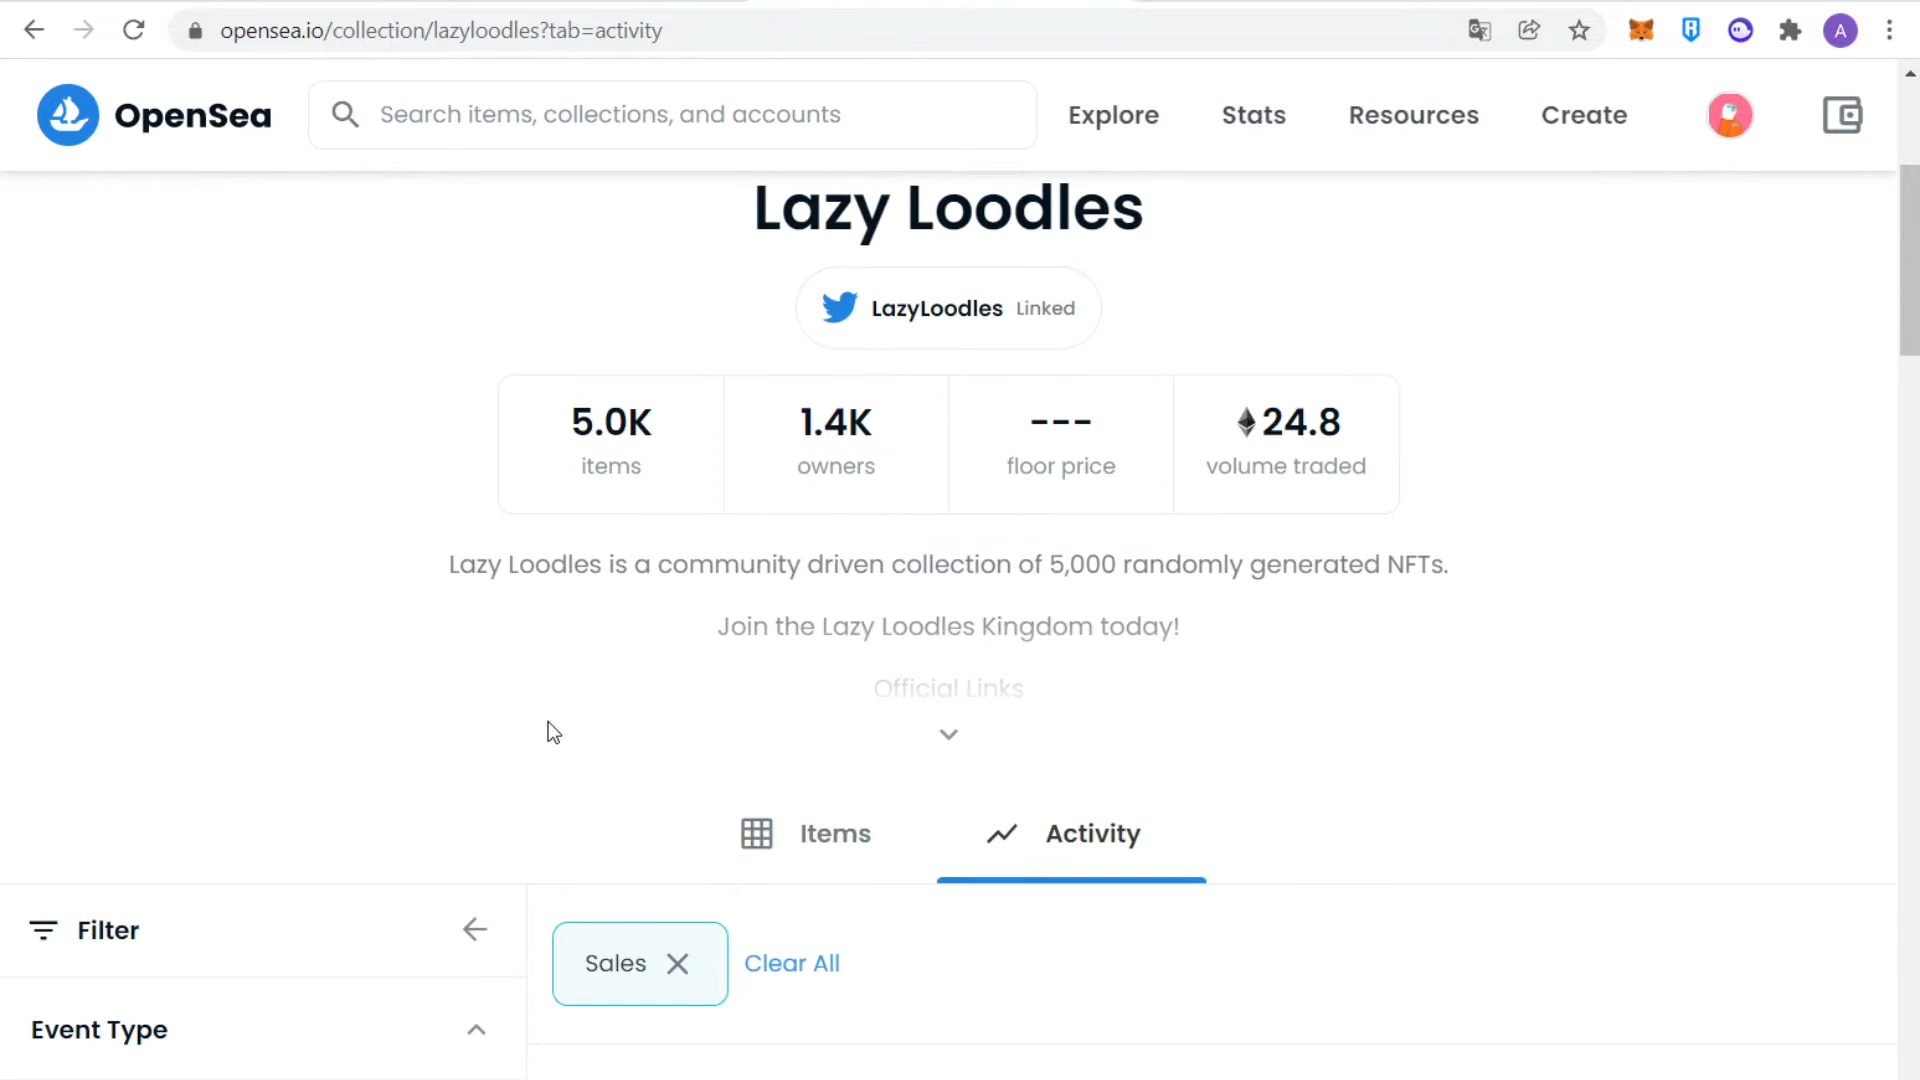 opensea.io/collection/lazyloodles?tab=activity
A
OpenSea
Search items, collections, and accounts
Explore
Stats
Resources
Create
Lazy Loodles
LazyLoodles Linked
5.0K
items
1.4K
owners
---
floor price
24.8
volume traded
Lazy Loodles is a community driven collection of 5,000 randomly generated NFTs.
Join the Lazy Loodles Kingdom today!
Official Links
Items
Activity
Filter
Sales
Clear All
Event Type